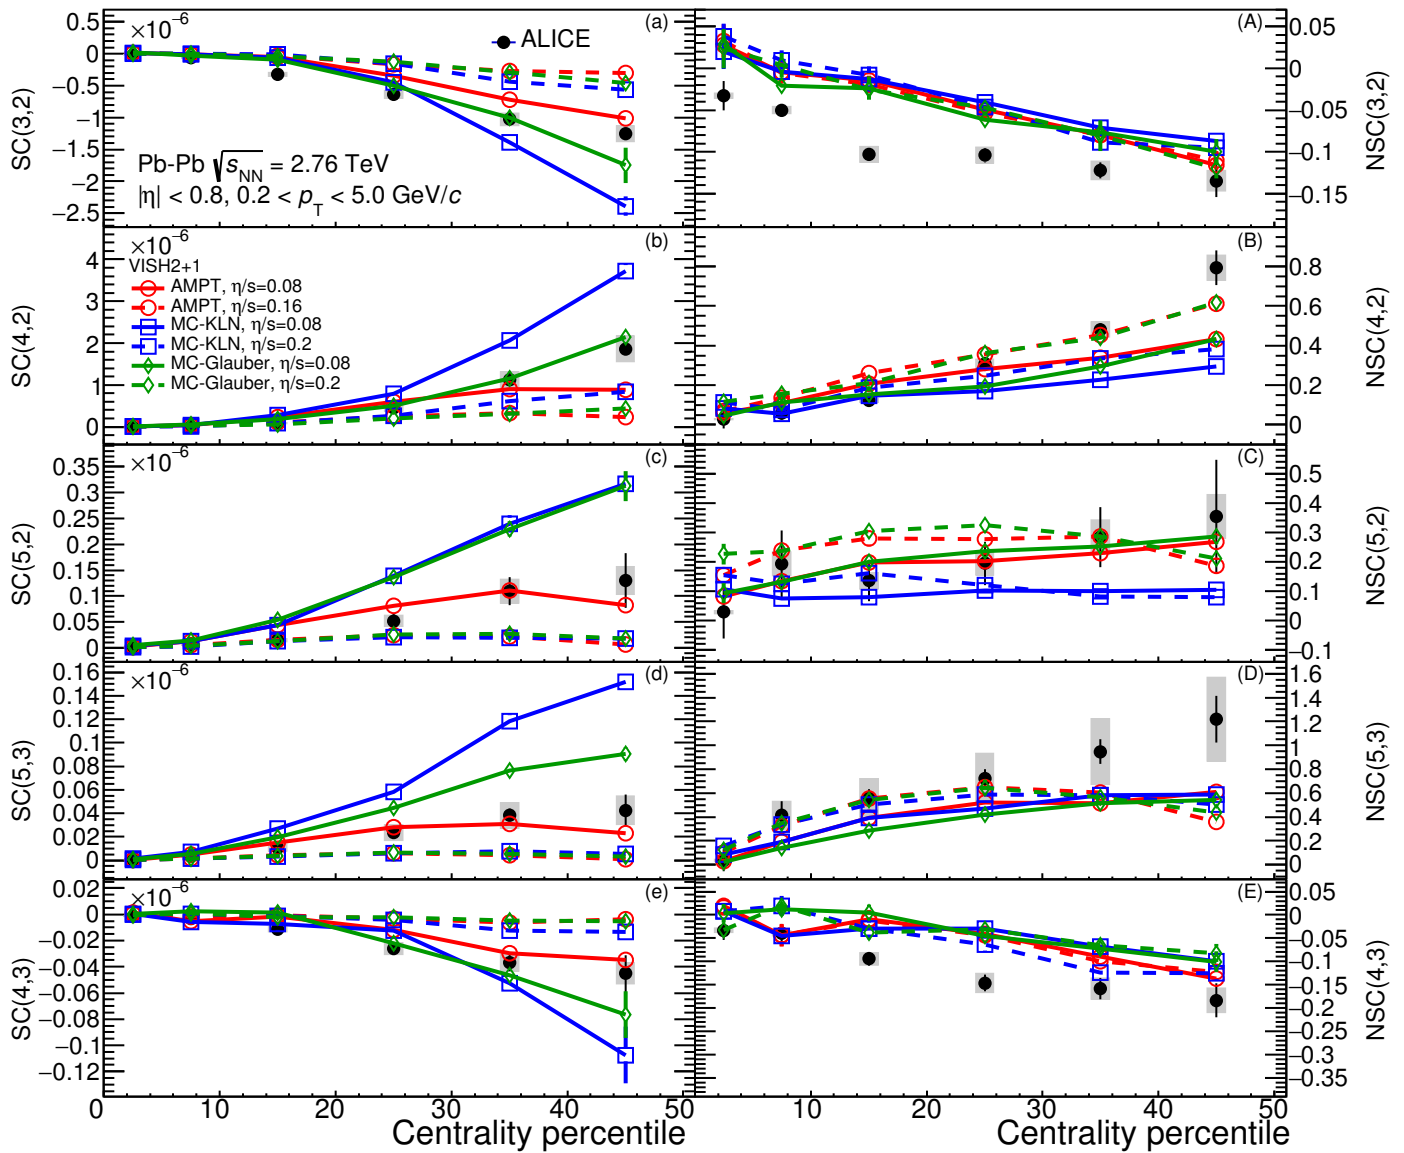 ×10⁻⁶
(a)
ALICE
0.5
0
−0.5
−1
−1.5
−2
−2.5
SC(3,2)
Pb-Pb √s_NN = 2.76 TeV
|η| < 0.8, 0.2 < p_T < 5.0 GeV/c
(A)
0.05
0
−0.05
−0.1
−0.15
NSC(3,2)
×10⁻⁶
(b)
VISH2+1
AMPT, η/s=0.08
AMPT, η/s=0.16
MC-KLN, η/s=0.08
MC-KLN, η/s=0.2
MC-Glauber, η/s=0.08
MC-Glauber, η/s=0.2
4
3
2
1
0
SC(4,2)
(B)
0.8
0.6
0.4
0.2
0
NSC(4,2)
×10⁻⁶
(c)
0.35
0.3
0.25
0.2
0.15
0.1
0.05
0
SC(5,2)
(C)
0.5
0.4
0.3
0.2
0.1
0
−0.1
NSC(5,2)
×10⁻⁶
(d)
0.16
0.14
0.12
0.1
0.08
0.06
0.04
0.02
0
SC(5,3)
(D)
1.6
1.4
1.2
1
0.8
0.6
0.4
0.2
0
NSC(5,3)
×10⁻⁶
(e)
0.02
0
−0.02
−0.04
−0.06
−0.08
−0.1
−0.12
SC(4,3)
(E)
0.05
0
−0.05
−0.1
−0.15
−0.2
−0.25
−0.3
−0.35
NSC(4,3)
0 10 20 30 40 50
Centrality percentile
0 10 20 30 40 50
Centrality percentile